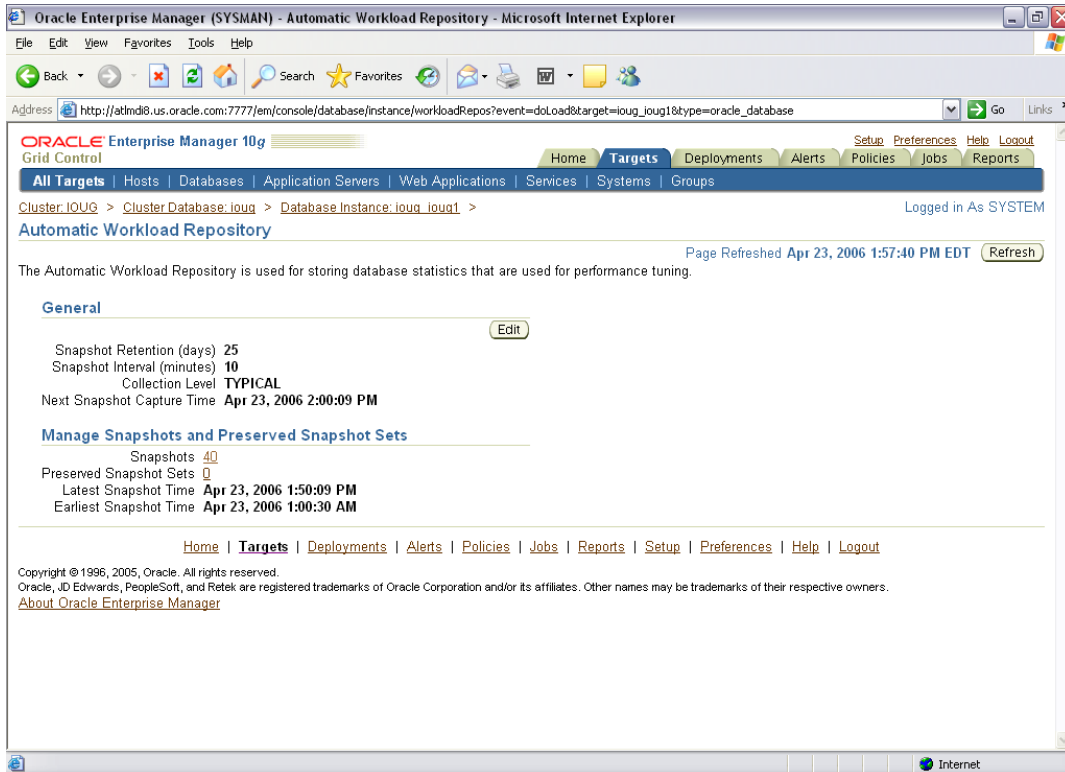 Oracle Enterprise Manager (SYSMAN) - Automatic Workload Repository - Microsoft Internet Explorer
File Edit View Favorites Tools Help
Back Search Favorites
Address http://atlmdi8.us.oracle.com:7777/em/console/database/instance/workloadRepos?event=doLoad&target=ioug_ioug1&type=oracle_database Go Links
ORACLE Enterprise Manager 10g
Grid Control
Setup Preferences Help Logout
Home Targets Deployments Alerts Policies Jobs Reports
All Targets | Hosts | Databases | Application Servers | Web Applications | Services | Systems | Groups
Cluster: IOUG > Cluster Database: ioug > Database Instance: ioug_ioug1 > Logged in As SYSTEM
Automatic Workload Repository
Page Refreshed Apr 23, 2006 1:57:40 PM EDT Refresh
The Automatic Workload Repository is used for storing database statistics that are used for performance tuning.
General
Edit
Snapshot Retention (days) 25
Snapshot Interval (minutes) 10
Collection Level TYPICAL
Next Snapshot Capture Time Apr 23, 2006 2:00:09 PM
Manage Snapshots and Preserved Snapshot Sets
Snapshots 40
Preserved Snapshot Sets 0
Latest Snapshot Time Apr 23, 2006 1:50:09 PM
Earliest Snapshot Time Apr 23, 2006 1:00:30 AM
Home | Targets | Deployments | Alerts | Policies | Jobs | Reports | Setup | Preferences | Help | Logout
Copyright © 1996, 2005, Oracle. All rights reserved.
Oracle, JD Edwards, PeopleSoft, and Retek are registered trademarks of Oracle Corporation and/or its affiliates. Other names may be trademarks of their respective owners.
About Oracle Enterprise Manager
Internet